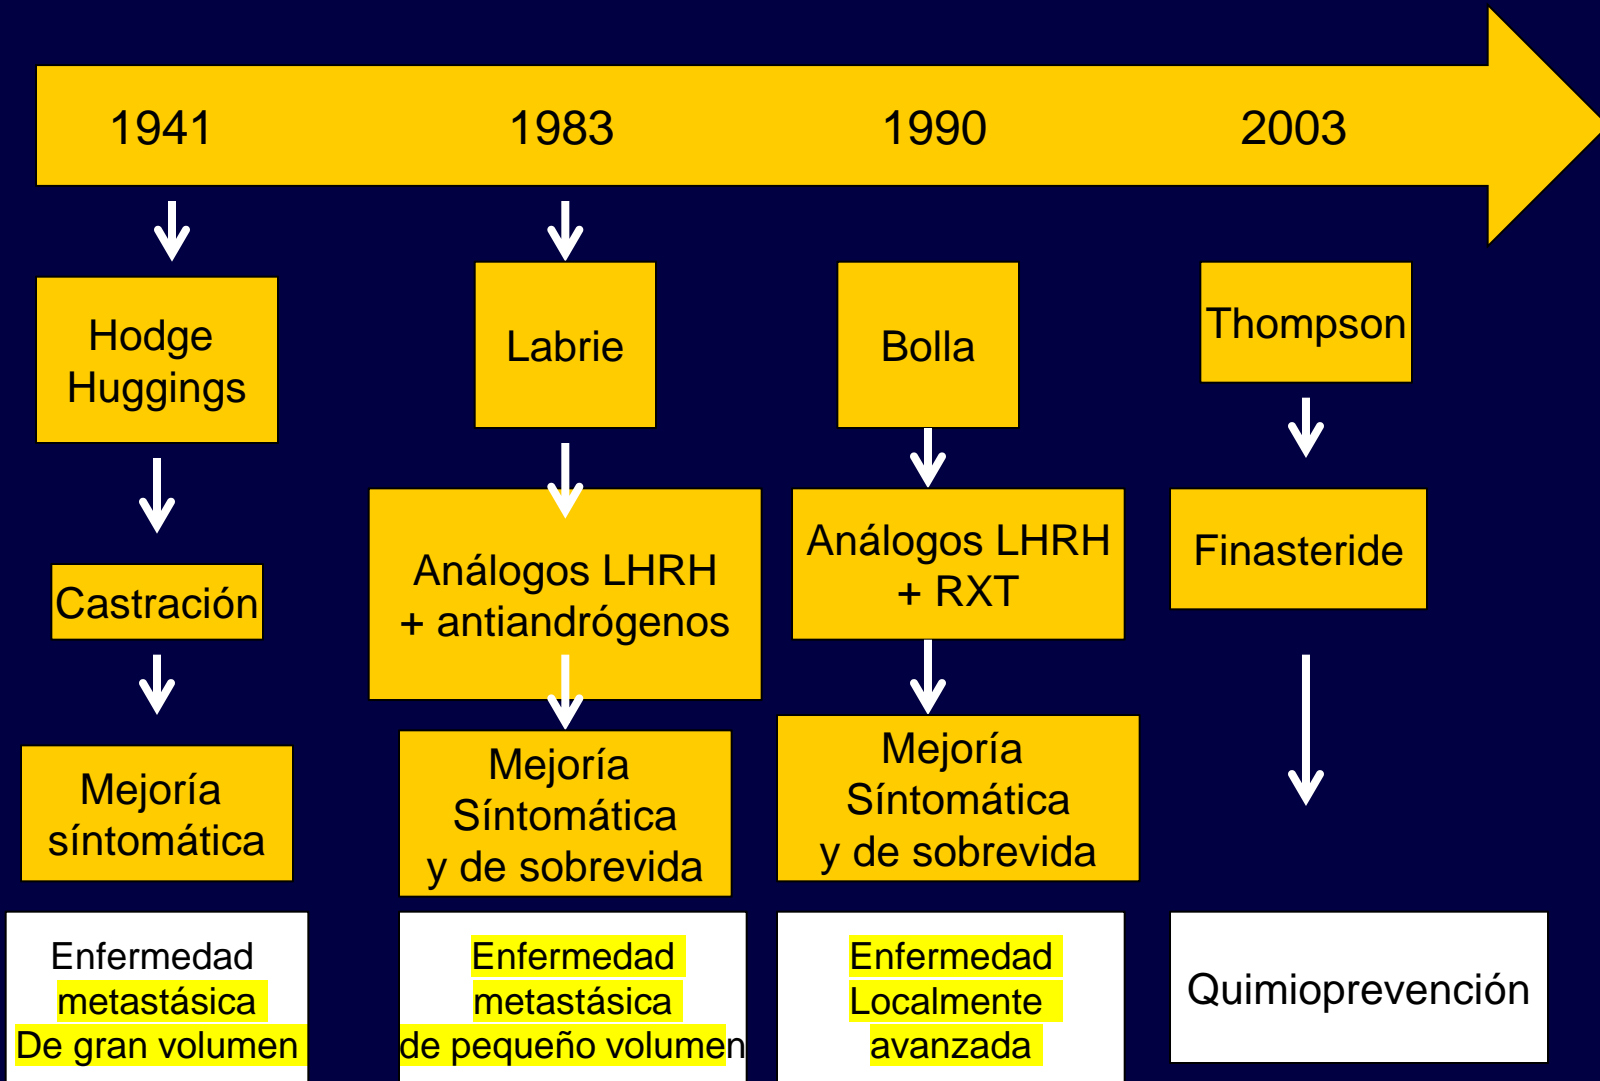 1941
1983
1990
2003
Hodge
Huggings
Castración
Mejoría
síntomática
Enfermedad
metastásica
De gran volumen
Labrie
Análogos LHRH
+ antiandrógenos
Mejoría
Síntomática
y de sobrevida
Enfermedad
metastásica
de pequeño volumen
Bolla
Análogos LHRH
+ RXT
Mejoría
Síntomática
y de sobrevida
Enfermedad
Localmente
avanzada
Thompson
Finasteride
Quimioprevención